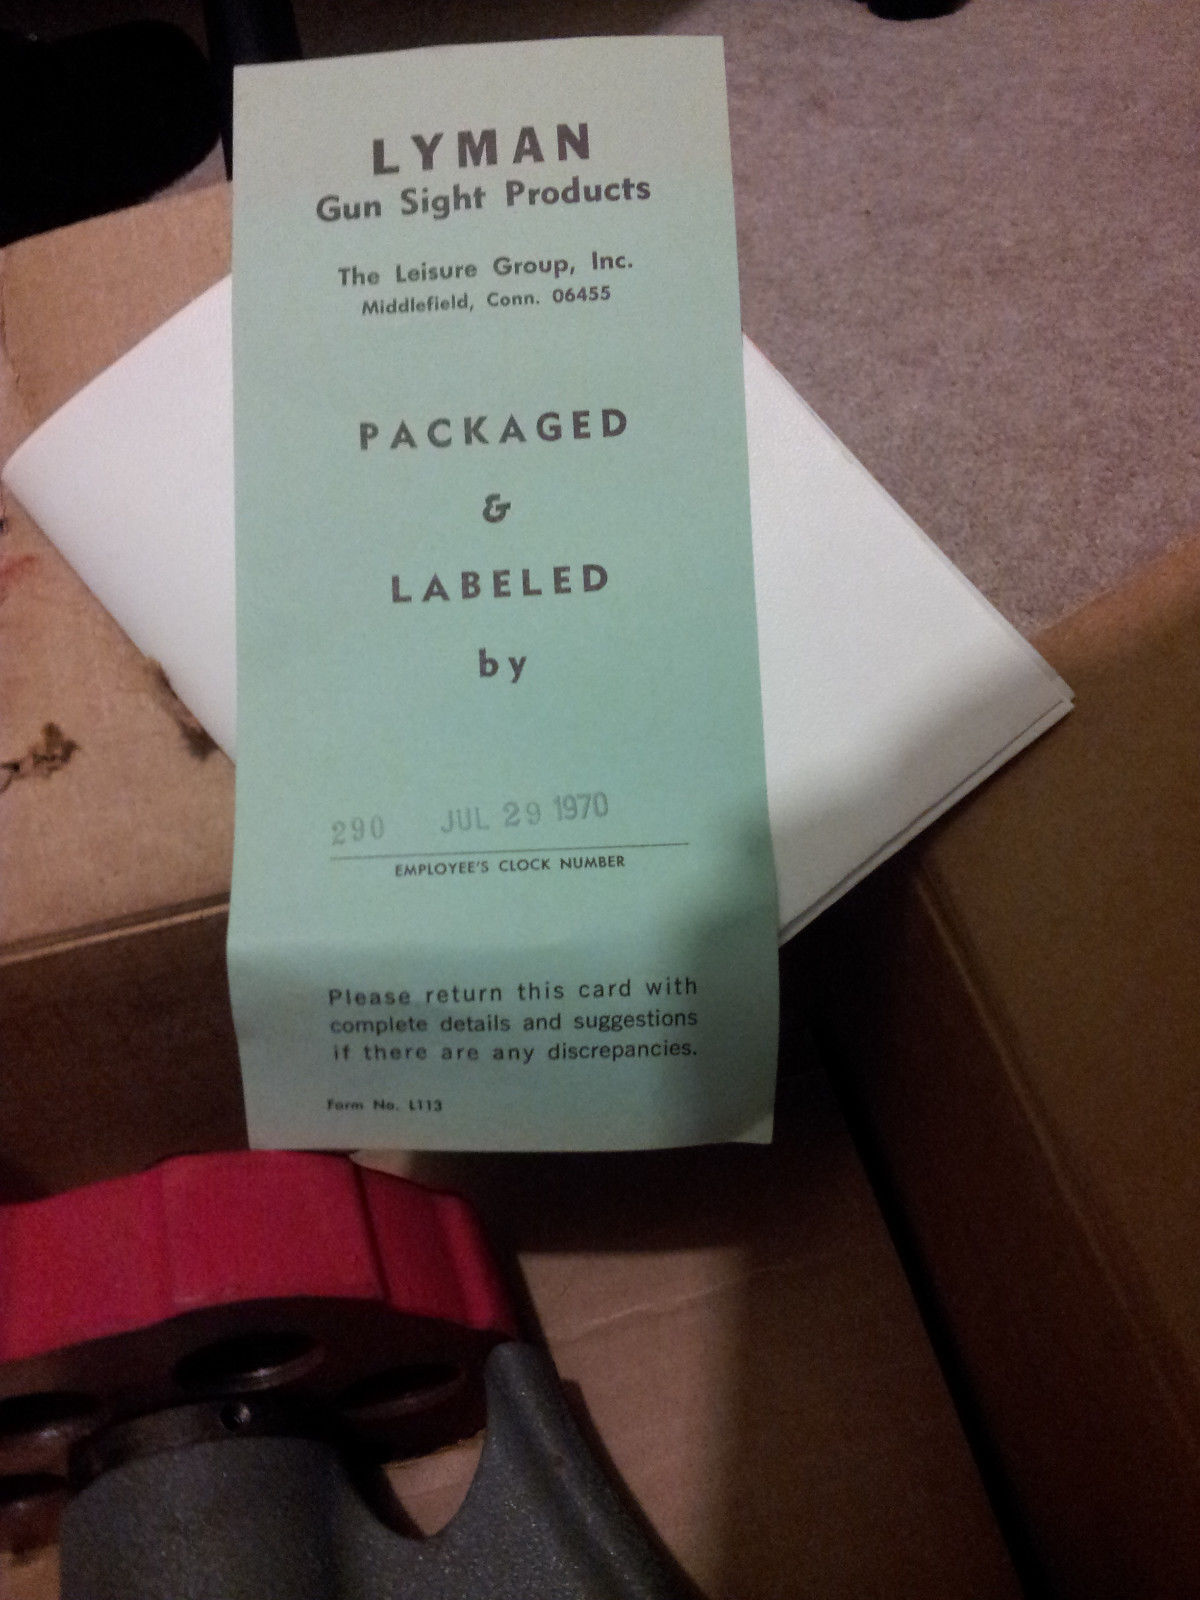 LYMAN
Gun Sight Products
The Leisure Group, Inc.
Middlefield, Conn. 06455
PACKAGED
&
LABELED
by
290 JUL 29 1970
EMPLOYEE'S CLOCK NUMBER
Please return this card with
complete details and suggestions
if there are any discrepancies.
Form No. L113